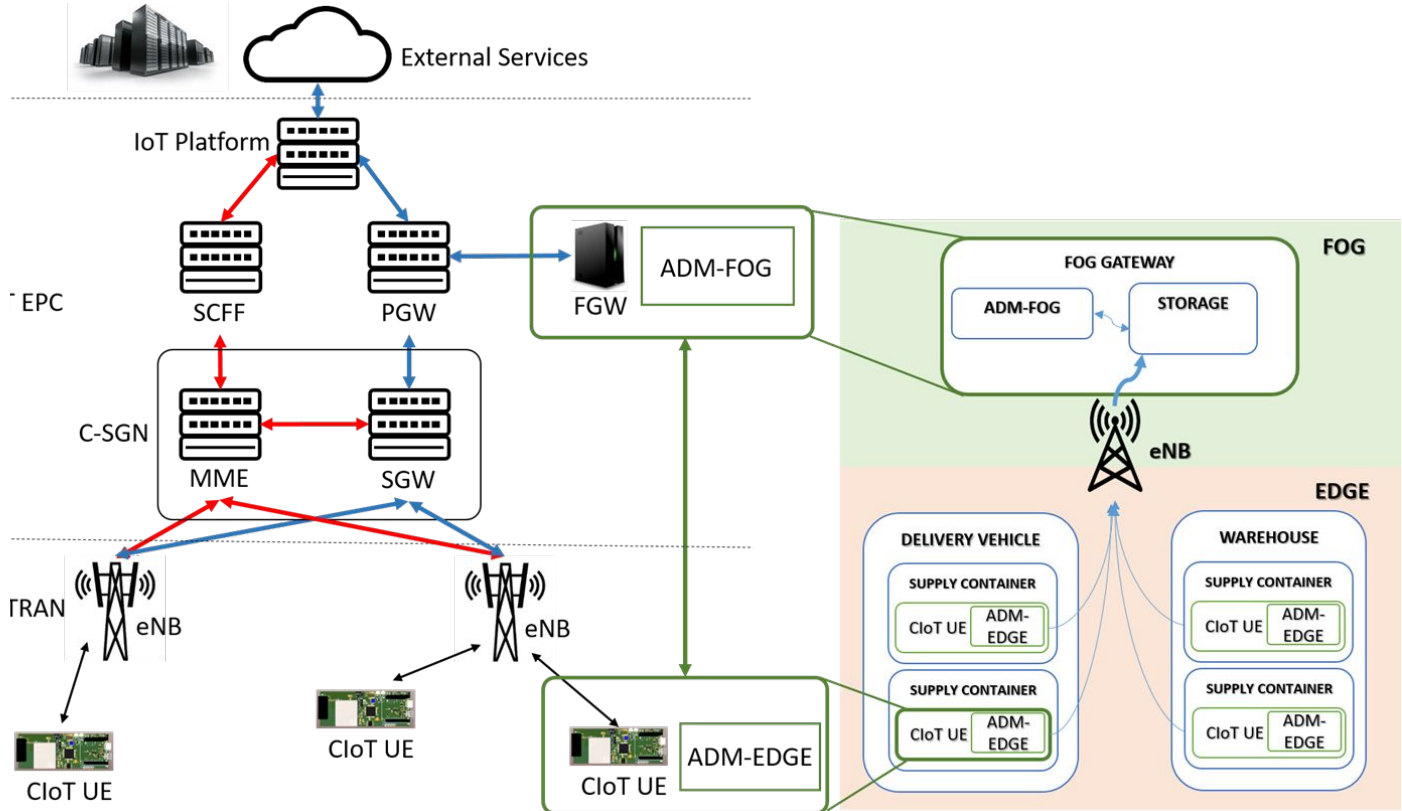 External Services
IoT Platform
SCFF
PGW
FGW
ADM-FOG
T EPC
C-SGN
MME
SGW
TRAN
eNB
eNB
CIoT UE
CIoT UE
CIoT UE
ADM-EDGE
FOG
FOG GATEWAY
ADM-FOG
STORAGE
eNB
EDGE
DELIVERY VEHICLE
SUPPLY CONTAINER
CIoT UE
ADM-
EDGE
SUPPLY CONTAINER
CIoT UE
ADM-
EDGE
WAREHOUSE
SUPPLY CONTAINER
CIoT UE
ADM-
EDGE
SUPPLY CONTAINER
CIoT UE
ADM-
EDGE